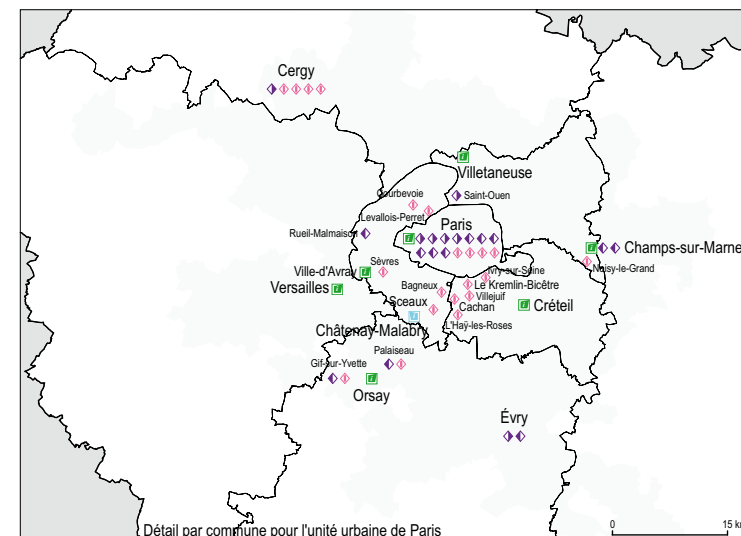 Cergy
Villetaneuse
Courbevoie
Saint-Ouen
Levallois-Perret
Paris
Rueil-Malmaison
Champs-sur-Marne
Noisy-le-Grand
Sèvres
Ville-d'Avray
Ivry-sur-Seine
Versailles
Bagneux
Le Kremlin-Bicêtre
Villejuif
Sceaux
Cachan
Créteil
L'Haÿ-les-Roses
Châtenay-Malabry
Palaiseau
Gif-sur-Yvette
Orsay
Évry
Détail par commune pour l'unité urbaine de Paris
0 15 km